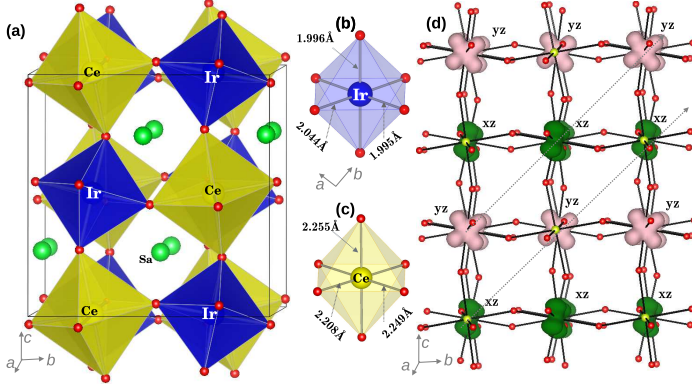 (a)
Ce
Ir
Ir
Ce
Sa
Ce
Ir
c
a
b
(b)
1.996Å
Ir
2.044Å
1.995Å
a
b
(c)
2.255Å
Ce
2.208Å
2.249Å
(d)
yz
yz
yz
xz
xz
xz
yz
yz
yz
xz
xz
xz
c
a
b